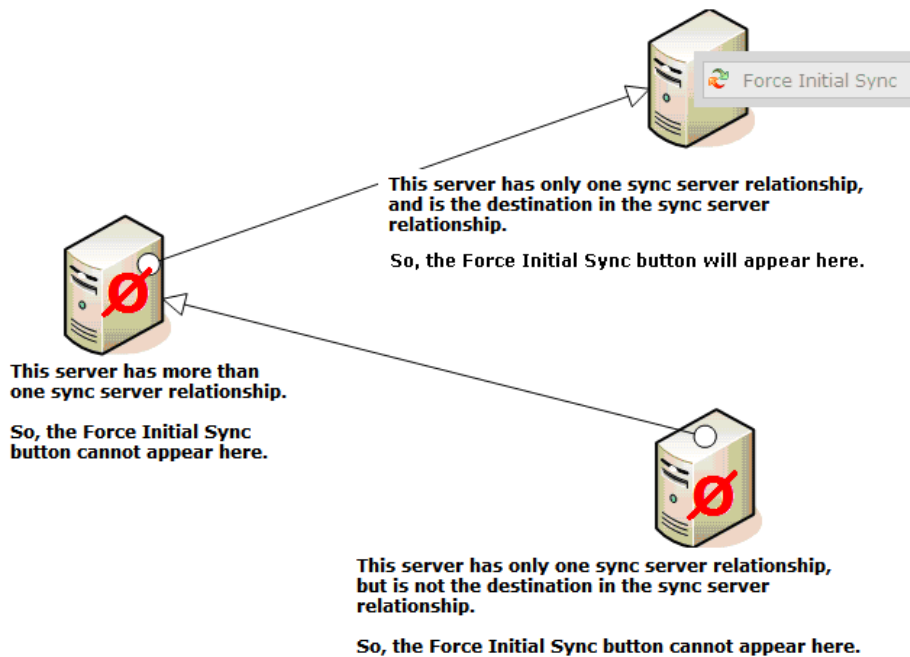 Force Initial Sync
This server has only one sync server relationship,
and is the destination in the sync server
relationship.
So, the Force Initial Sync button will appear here.
This server has more than
one sync server relationship.
So, the Force Initial Sync
button cannot appear here.
This server has only one sync server relationship,
but is not the destination in the sync server
relationship.
So, the Force Initial Sync button cannot appear here.